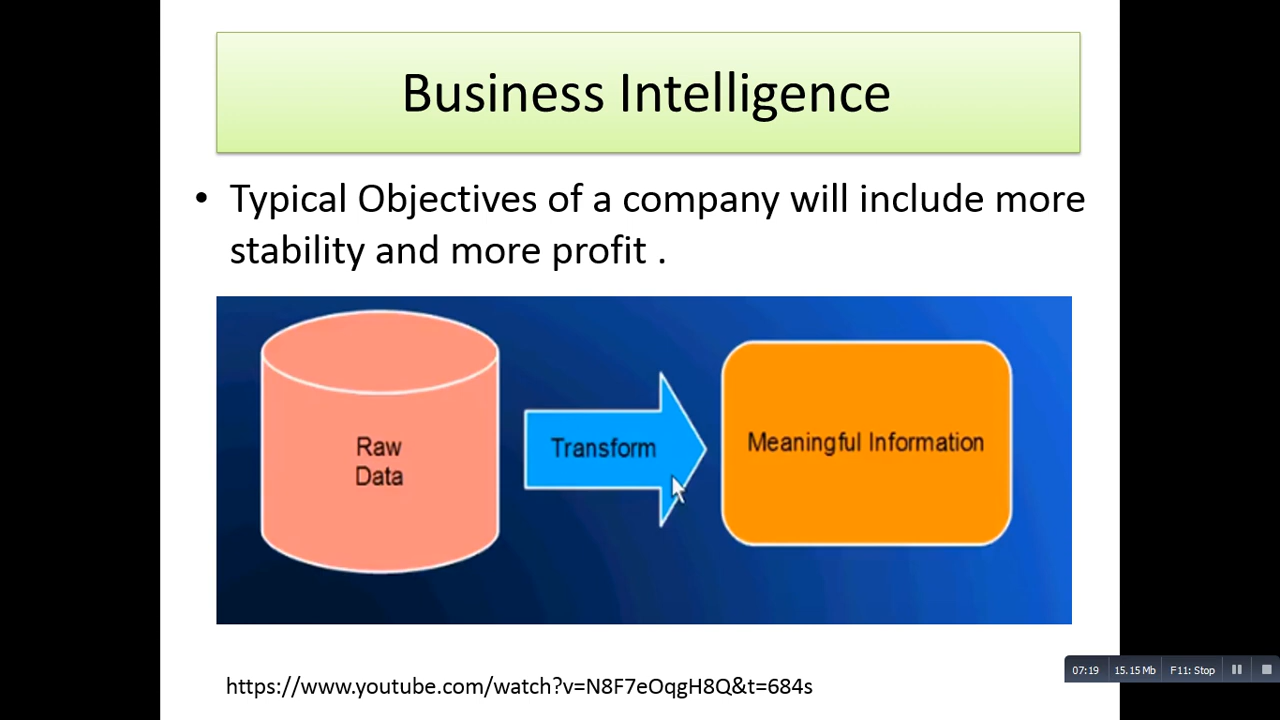 Business Intelligence
• Typical Objectives of a company will include more
stability and more profit .
Raw
Data
Transform
Meaningful Information
https://www.youtube.com/watch?v=N8F7eOqgH8Q&t=684s
07:19 15.15 Mb F11: Stop